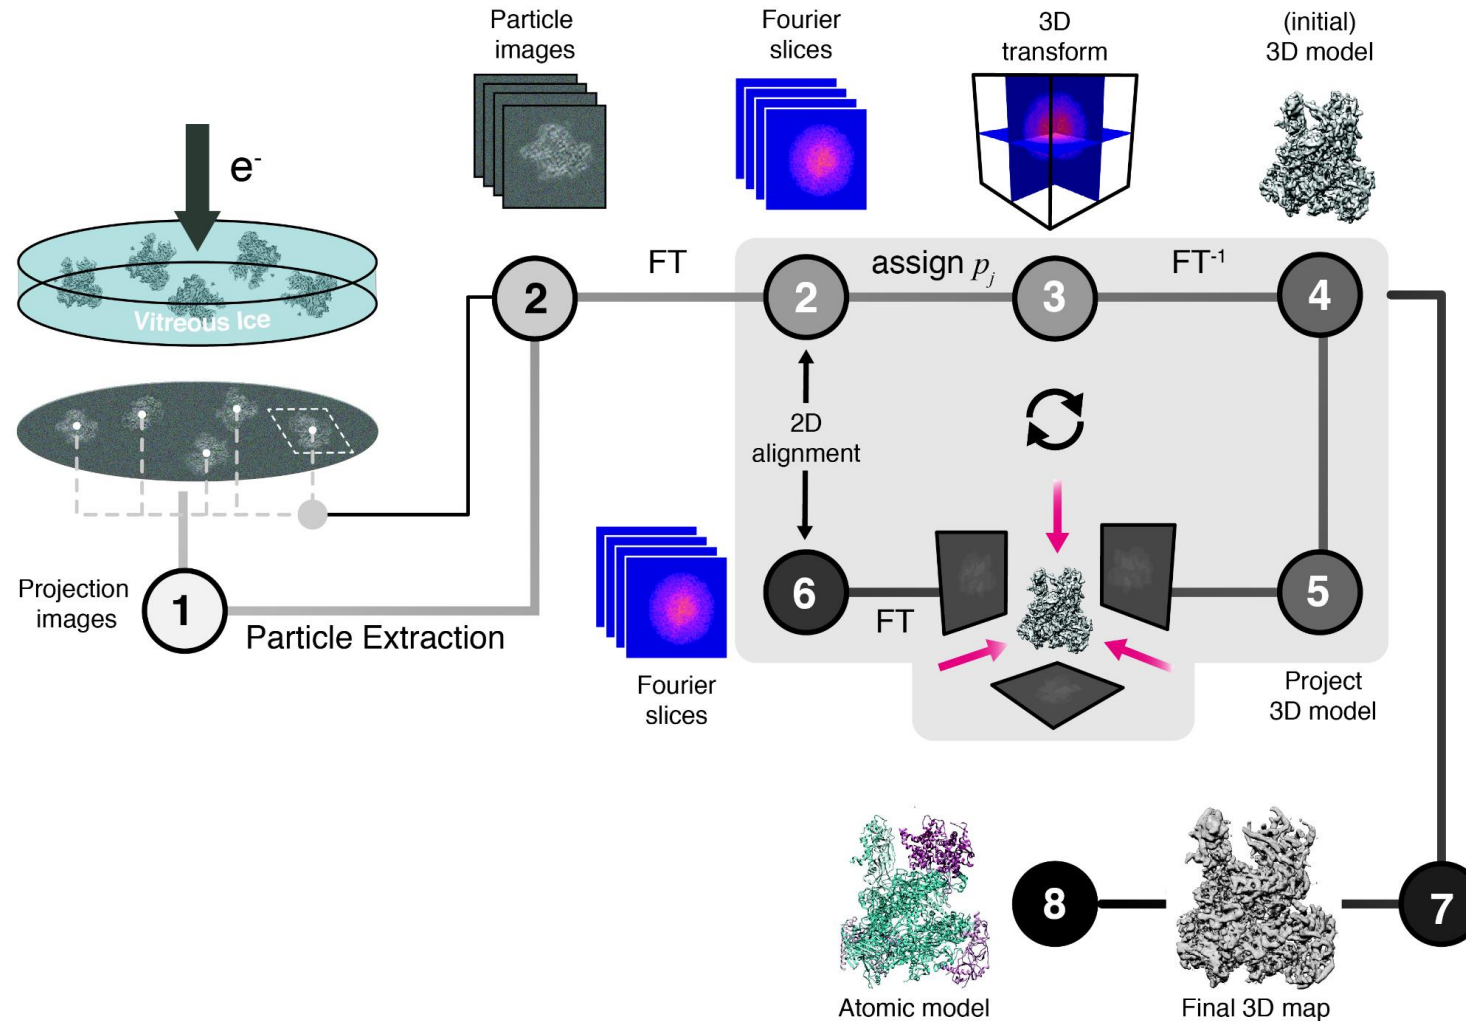 Particle
images
Fourier
slices
3D
transform
(initial)
3D model
e-
Vitreous Ice
FT
assign pj
FT-1
2
2
3
4
2D
alignment
Projection
images
1
Particle Extraction
6
FT
5
Fourier
slices
Project
3D model
8
7
Atomic model
Final 3D map